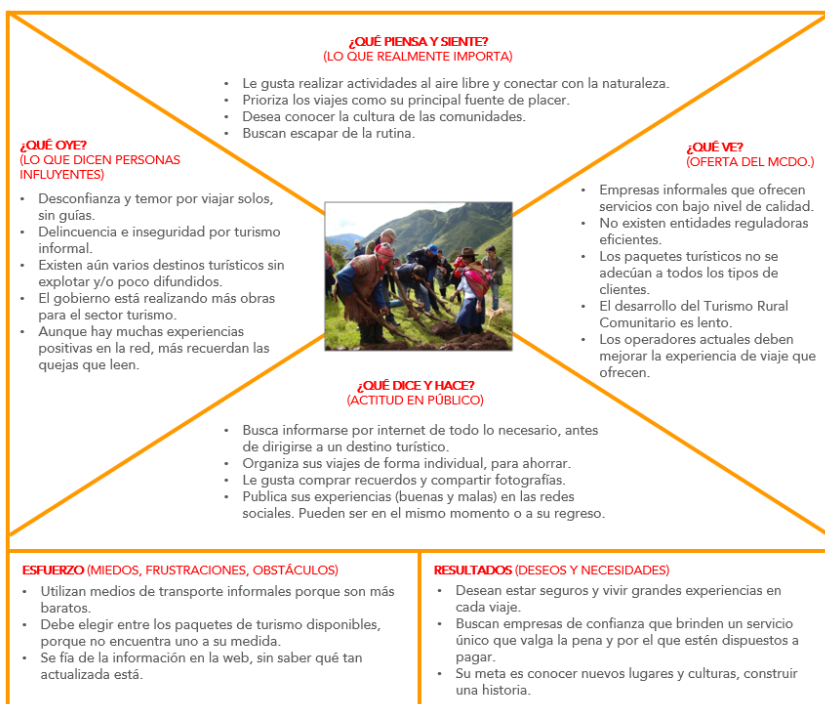 ¿QUÉ PIENSA Y SIENTE?
(LO QUE REALMENTE IMPORTA)
• Le gusta realizar actividades al aire libre y conectar con la naturaleza.
• Prioriza los viajes como su principal fuente de placer.
• Desea conocer la cultura de las comunidades.
• Buscan escapar de la rutina.
¿QUÉ OYE?
(LO QUE DICEN PERSONAS
INFLUYENTES)
• Desconfianza y temor por viajar solos,
sin guías.
• Delincuencia e inseguridad por turismo
informal.
• Existen aún varios destinos turísticos sin
explotar y/o poco difundidos.
• El gobierno está realizando más obras
para el sector turismo.
• Aunque hay muchas experiencias
positivas en la red, más recuerdan las
quejas que leen.
¿QUÉ VE?
(OFERTA DEL MCDO.)
• Empresas informales que ofrecen
servicios con bajo nivel de calidad.
• No existen entidades reguladoras
eficientes.
• Los paquetes turísticos no se
adecúan a todos los tipos de
clientes.
• El desarrollo del Turismo Rural
Comunitario es lento.
• Los operadores actuales deben
mejorar la experiencia de viaje que
ofrecen.
¿QUÉ DICE Y HACE?
(ACTITUD EN PÚBLICO)
• Busca informarse por internet de todo lo necesario, antes
de dirigirse a un destino turístico.
• Organiza sus viajes de forma individual, para ahorrar.
• Le gusta comprar recuerdos y compartir fotografías.
• Publica sus experiencias (buenas y malas) en las redes
sociales. Pueden ser en el mismo momento o a su regreso.
ESFUERZO (MIEDOS, FRUSTRACIONES, OBSTÁCULOS)
• Utilizan medios de transporte informales porque son más
baratos.
• Debe elegir entre los paquetes de turismo disponibles,
porque no encuentra uno a su medida.
• Se fía de la información en la web, sin saber qué tan
actualizada está.
RESULTADOS (DESEOS Y NECESIDADES)
• Desean estar seguros y vivir grandes experiencias en
cada viaje.
• Buscan empresas de confianza que brinden un servicio
único que valga la pena y por el que estén dispuestos a
pagar.
• Su meta es conocer nuevos lugares y culturas, construir
una historia.